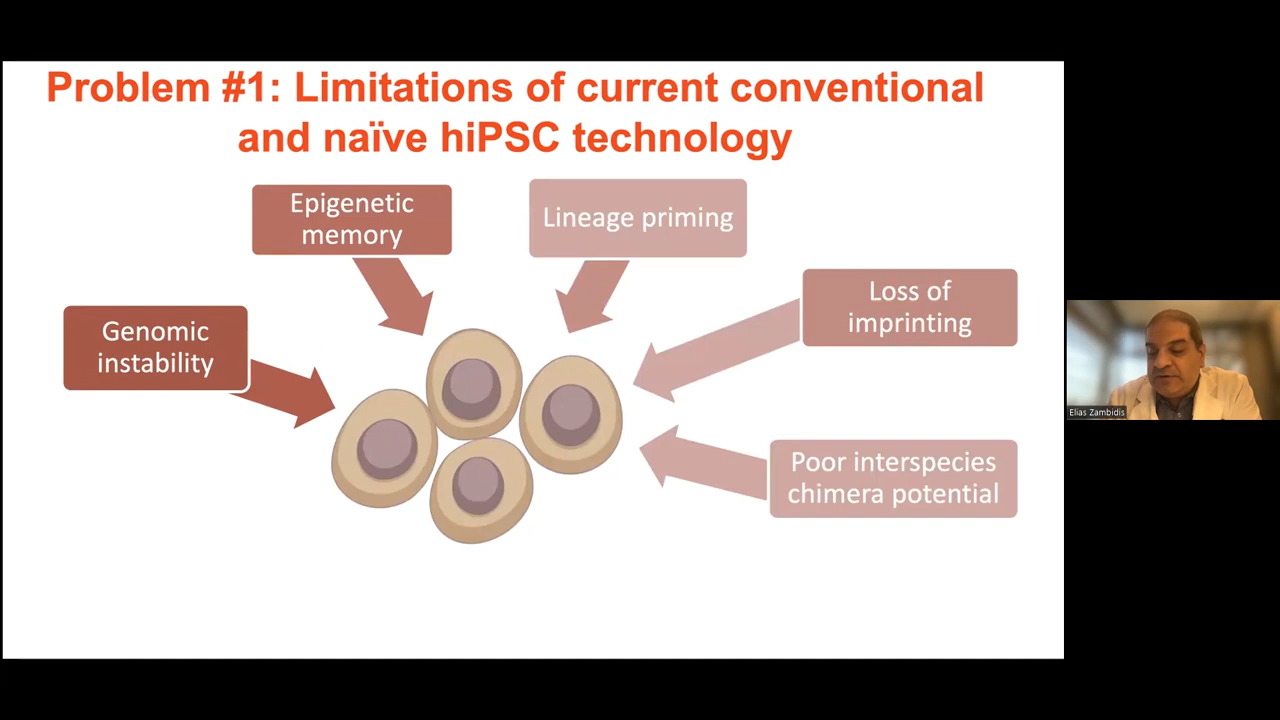 Problem #1: Limitations of current conventional
and naïve hiPSC technology
Epigenetic
memory
Lineage priming
Loss of
imprinting
Genomic
instability
Poor interspecies
chimera potential
Elias Zambidis